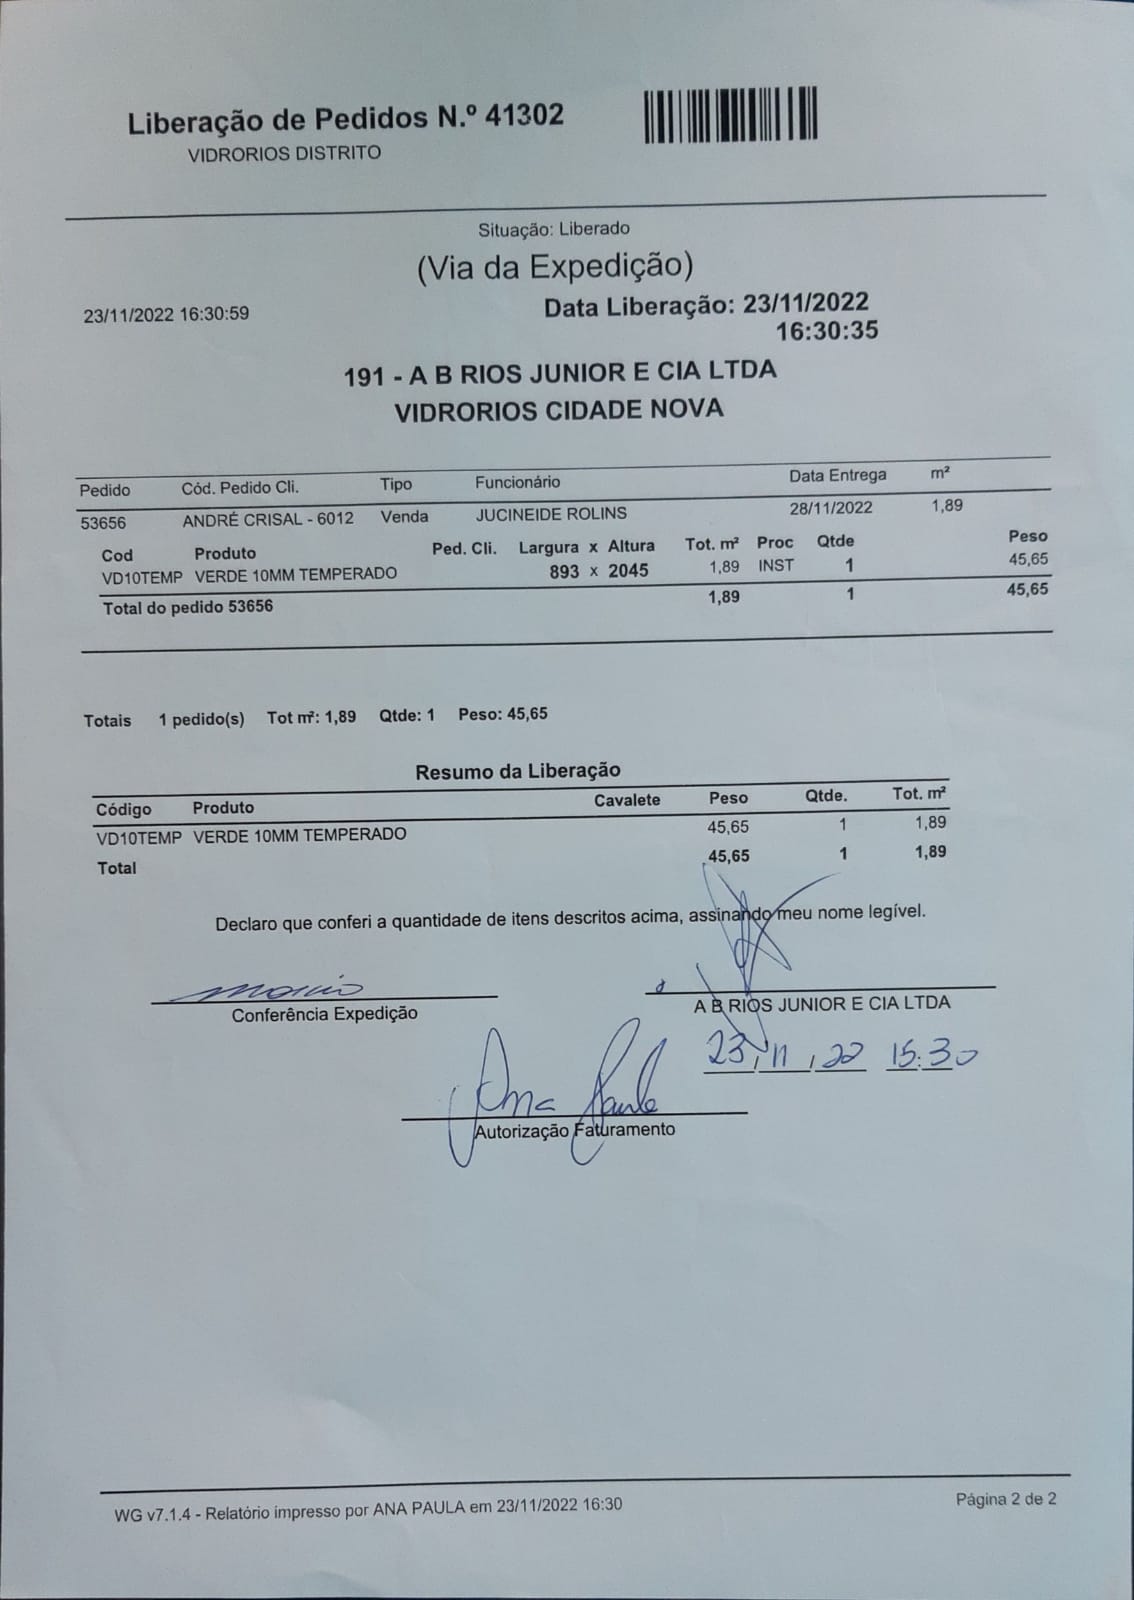 Liberação de Pedidos N.º 41302
VIDRORIOS DISTRITO
Situação: Liberado
(Via da Expedição)
23/11/2022 16:30:59
Data Liberação: 23/11/2022
16:30:35
191 - A B RIOS JUNIOR E CIA LTDA
VIDRORIOS CIDADE NOVA
Pedido Cód. Pedido Cli. Tipo Funcionário Data Entrega m²
53656 ANDRÉ CRISAL - 6012 Venda JUCINEIDE ROLINS 28/11/2022 1,89
Cod Produto Ped. Cli. Largura x Altura Tot. m² Proc Qtde Peso
VD10TEMP VERDE 10MM TEMPERADO 893 x 2045 1,89 INST 1 45,65
Total do pedido 53656 1,89 1 45,65
Totais 1 pedido(s) Tot m²: 1,89 Qtde: 1 Peso: 45,65
Resumo da Liberação
Código Produto Cavalete Peso Qtde. Tot. m²
VD10TEMP VERDE 10MM TEMPERADO 45,65 1 1,89
Total 45,65 1 1,89
Declaro que conferi a quantidade de itens descritos acima, assinando meu nome legível.
Conferência Expedição
A B RIOS JUNIOR E CIA LTDA
23/11/22 15:30
Ana Paula
Autorização Faturamento
WG v7.1.4 - Relatório impresso por ANA PAULA em 23/11/2022 16:30
Página 2 de 2